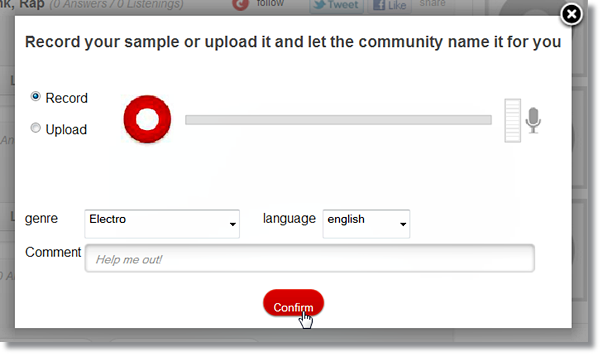 nk, Rap (0 Answers / 0 Listenings) follow Tweet Like share
Record your sample or upload it and let the community name it for you
Record
Upload
genre Electro language english
Comment Help me out!
Confirm